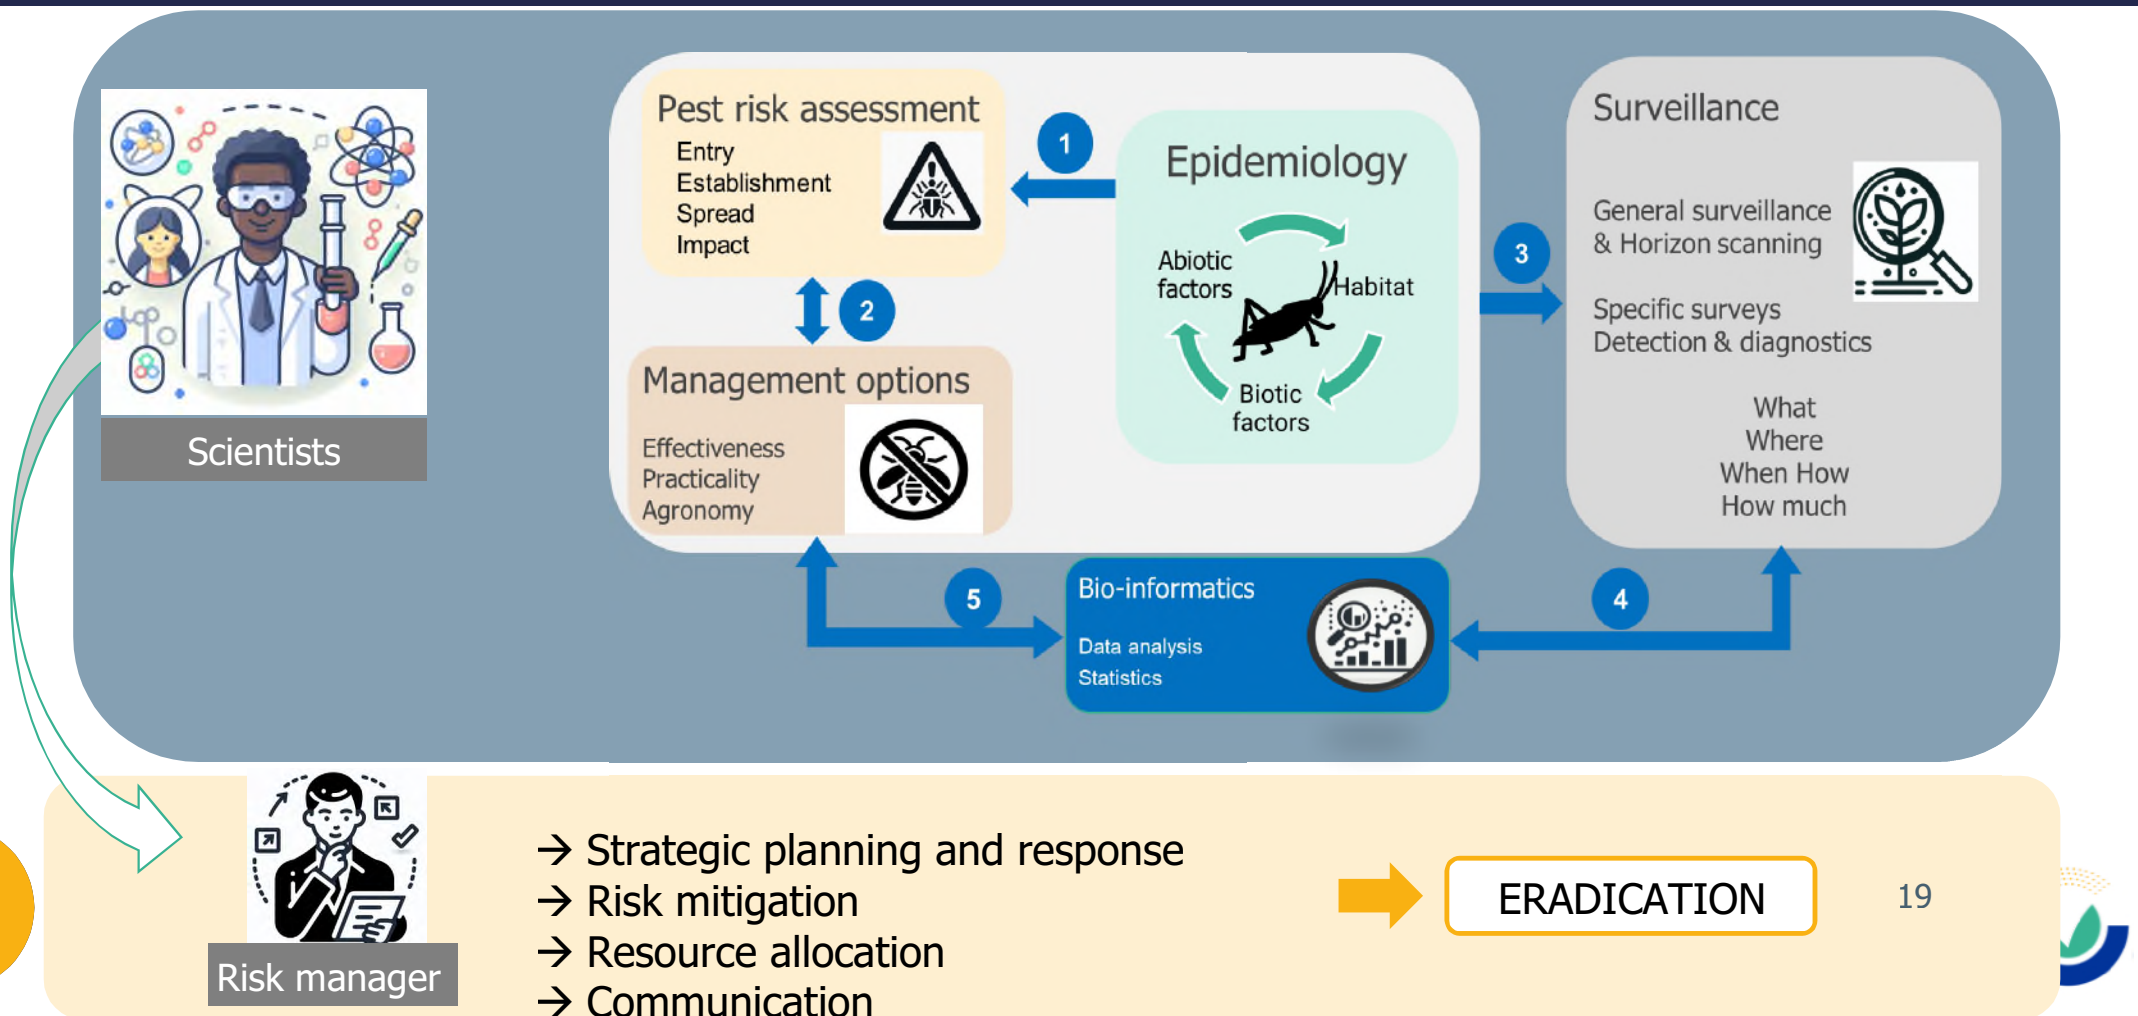 Scientists
Pest risk assessment
Entry
Establishment
Spread
Impact
1
Epidemiology
Abiotic
factors
Habitat
Biotic
factors
2
Management options
Effectiveness
Practicality
Agronomy
3
Surveillance
General surveillance
& Horizon scanning
Specific surveys
Detection & diagnostics
What
Where
When How
How much
5
Bio-informatics
Data analysis
Statistics
4
Risk manager
→ Strategic planning and response
→ Risk mitigation
→ Resource allocation
→ Communication
ERADICATION
19